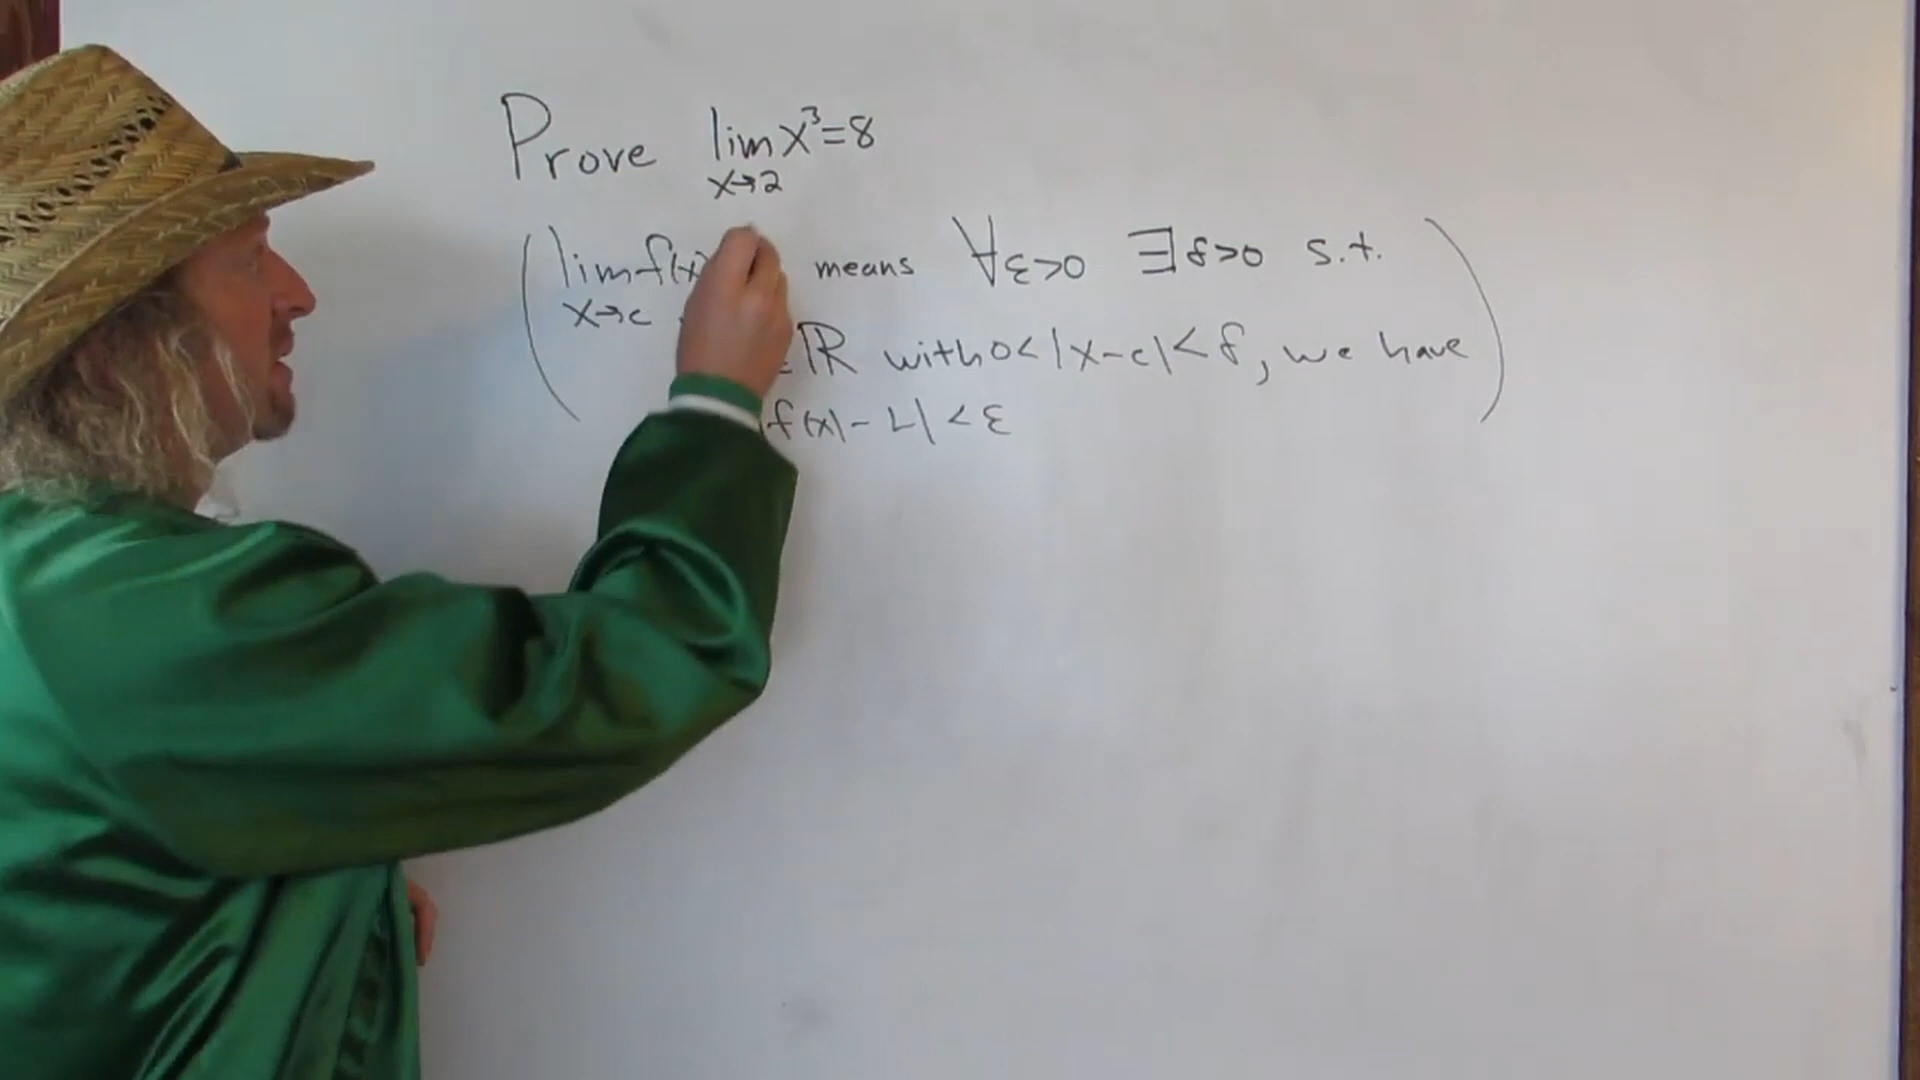 Prove lim x³=8
x→2
lim f(x) means ∀ε>0 ∃δ>0 s.t.
x→c
ℝ with 0<|x-c|<δ, we have
f(x)-L|<ε